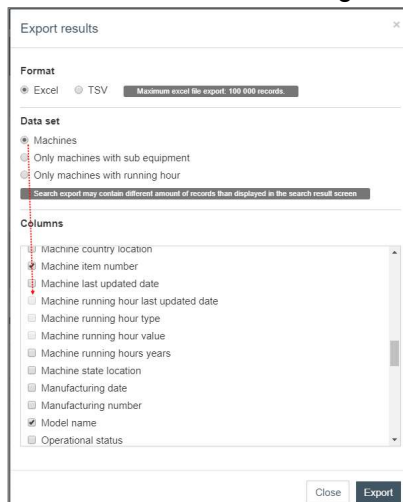 Export results
×
Format
Excel TSV Maximum excel file export: 100 000 records.
Data set
Machines
Only machines with sub equipment
Only machines with running hour
Search export may contain different amount of records than displayed in the search result screen
Columns
Machine country location
Machine item number
Machine last updated date
Machine running hour last updated date
Machine running hour type
Machine running hour value
Machine running hours years
Machine state location
Manufacturing date
Manufacturing number
Model name
Operational status
Close Export